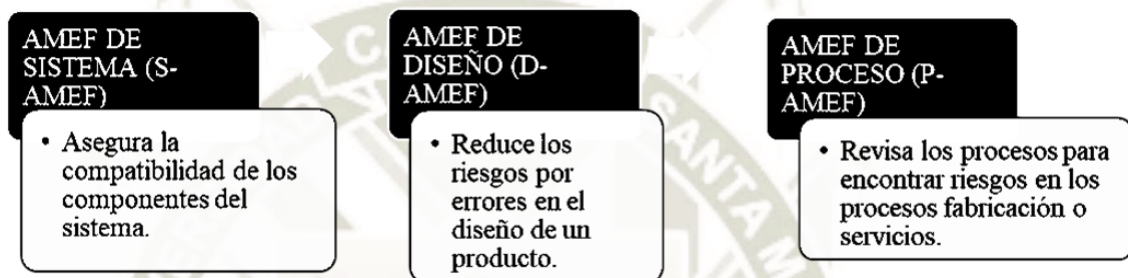 AMEF DE
SISTEMA (S-
AMEF)
• Asegura la
compatibilidad de los
componentes del
sistema.
AMEF DE
DISEÑO (D-
AMEF)
• Reduce los
riesgos por
errores en el
diseño de un
producto.
AMEF DE
PROCESO (P-
AMEF)
• Revisa los procesos para
encontrar riesgos en los
procesos fabricación o
servicios.
SANTA M